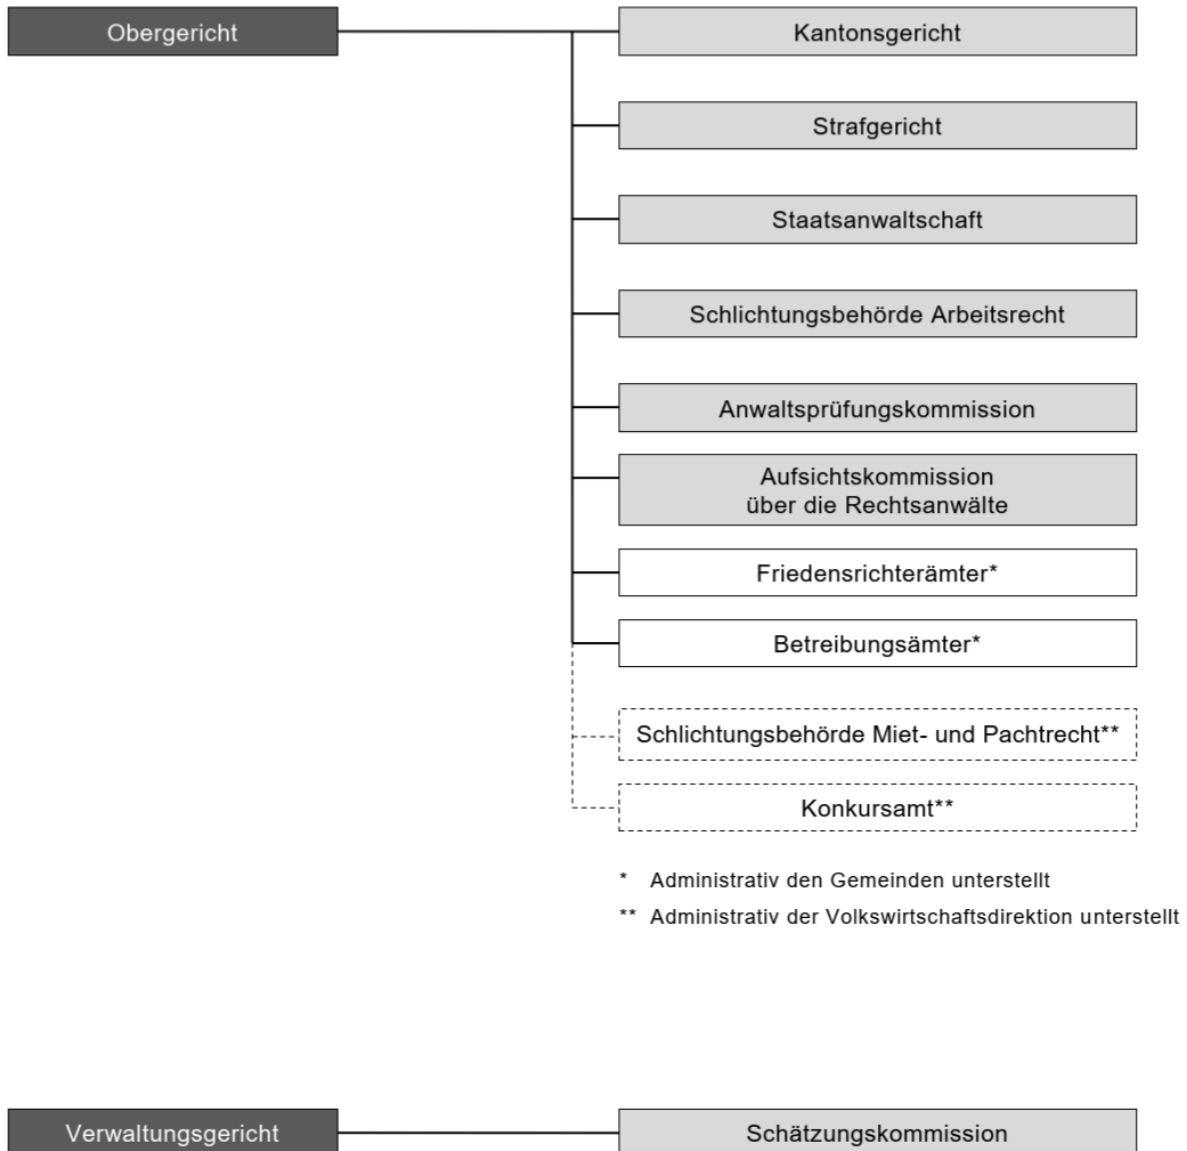 Obergericht
Kantonsgericht
Strafgericht
Staatsanwaltschaft
Schlichtungsbehörde Arbeitsrecht
Anwaltsprüfungskommission
Aufsichtskommission
über die Rechtsanwälte
Friedensrichterämter*
Betreibungsämter*
Schlichtungsbehörde Miet- und Pachtrecht**
Konkursamt**
* Administrativ den Gemeinden unterstellt
** Administrativ der Volkswirtschaftsdirektion unterstellt
Verwaltungsgericht
Schätzungskommission